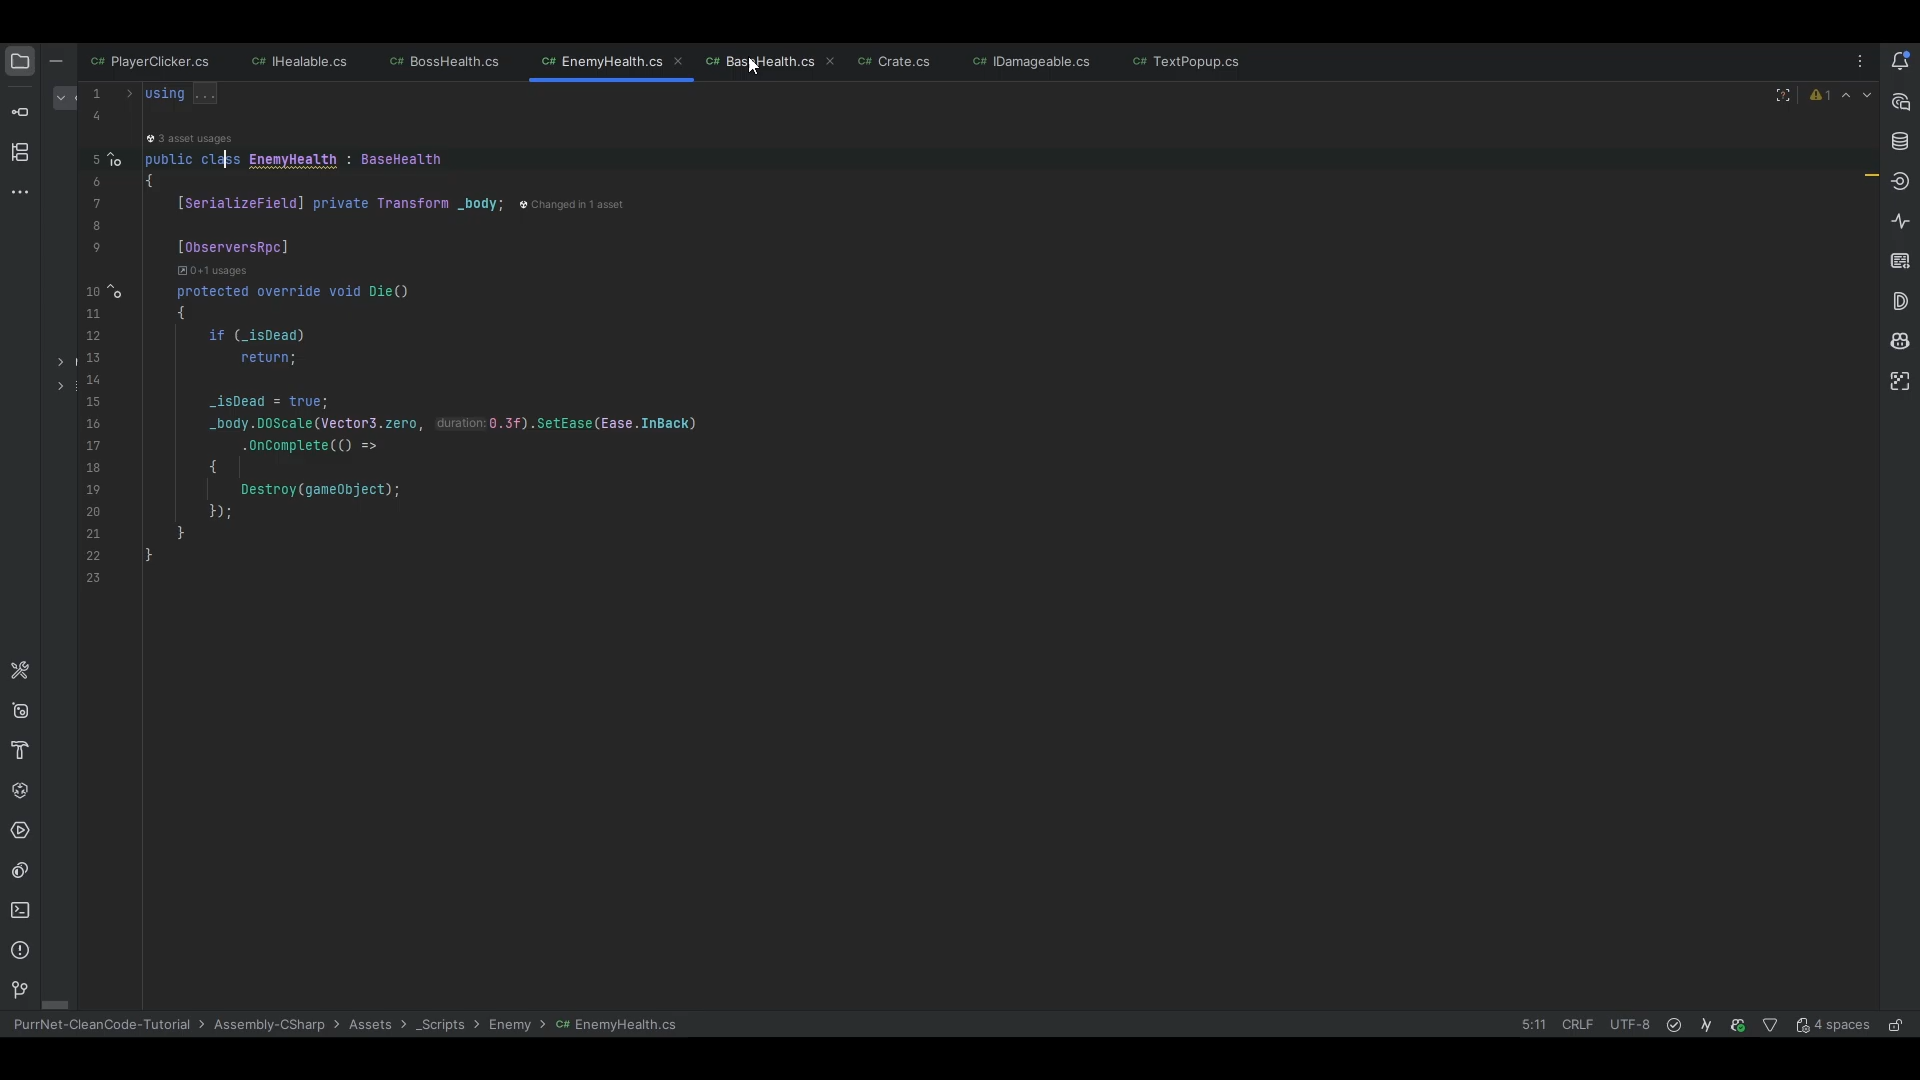 PlayerClicker.cs IHealable.cs BossHealth.cs EnemyHealth.cs BaseHealth.cs Crate.cs IDamageable.cs TextPopup.cs
1 using ...
1
4
3 asset usages
5 public class EnemyHealth : BaseHealth
6 {
7 [SerializeField] private Transform _body; Changed in 1 asset
8
9 [ObserversRpc]
0+1 usages
10 protected override void Die()
11 {
12 if (_isDead)
13 return;
14
15 _isDead = true;
16 _body.DOScale(Vector3.zero, duration: 0.3f).SetEase(Ease.InBack)
17 .OnComplete(() =>
18 {
19 Destroy(gameObject);
20 });
21 }
22 }
23
PurrNet-CleanCode-Tutorial > Assembly-CSharp > Assets > _Scripts > Enemy > C# EnemyHealth.cs 5:11 CRLF UTF-8 4 spaces